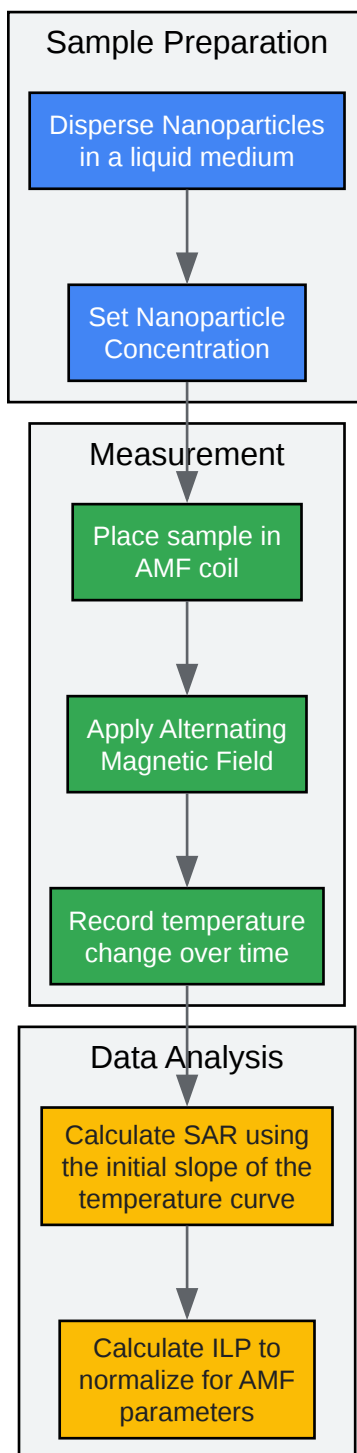 Sample Preparation
Disperse Nanoparticles
in a liquid medium
Set Nanoparticle
Concentration
Measurement
Place sample in
AMF coil
Apply Alternating
Magnetic Field
Record temperature
change over time
Data Analysis
Calculate SAR using
the initial slope of the
temperature curve
Calculate ILP to
normalize for AMF
parameters